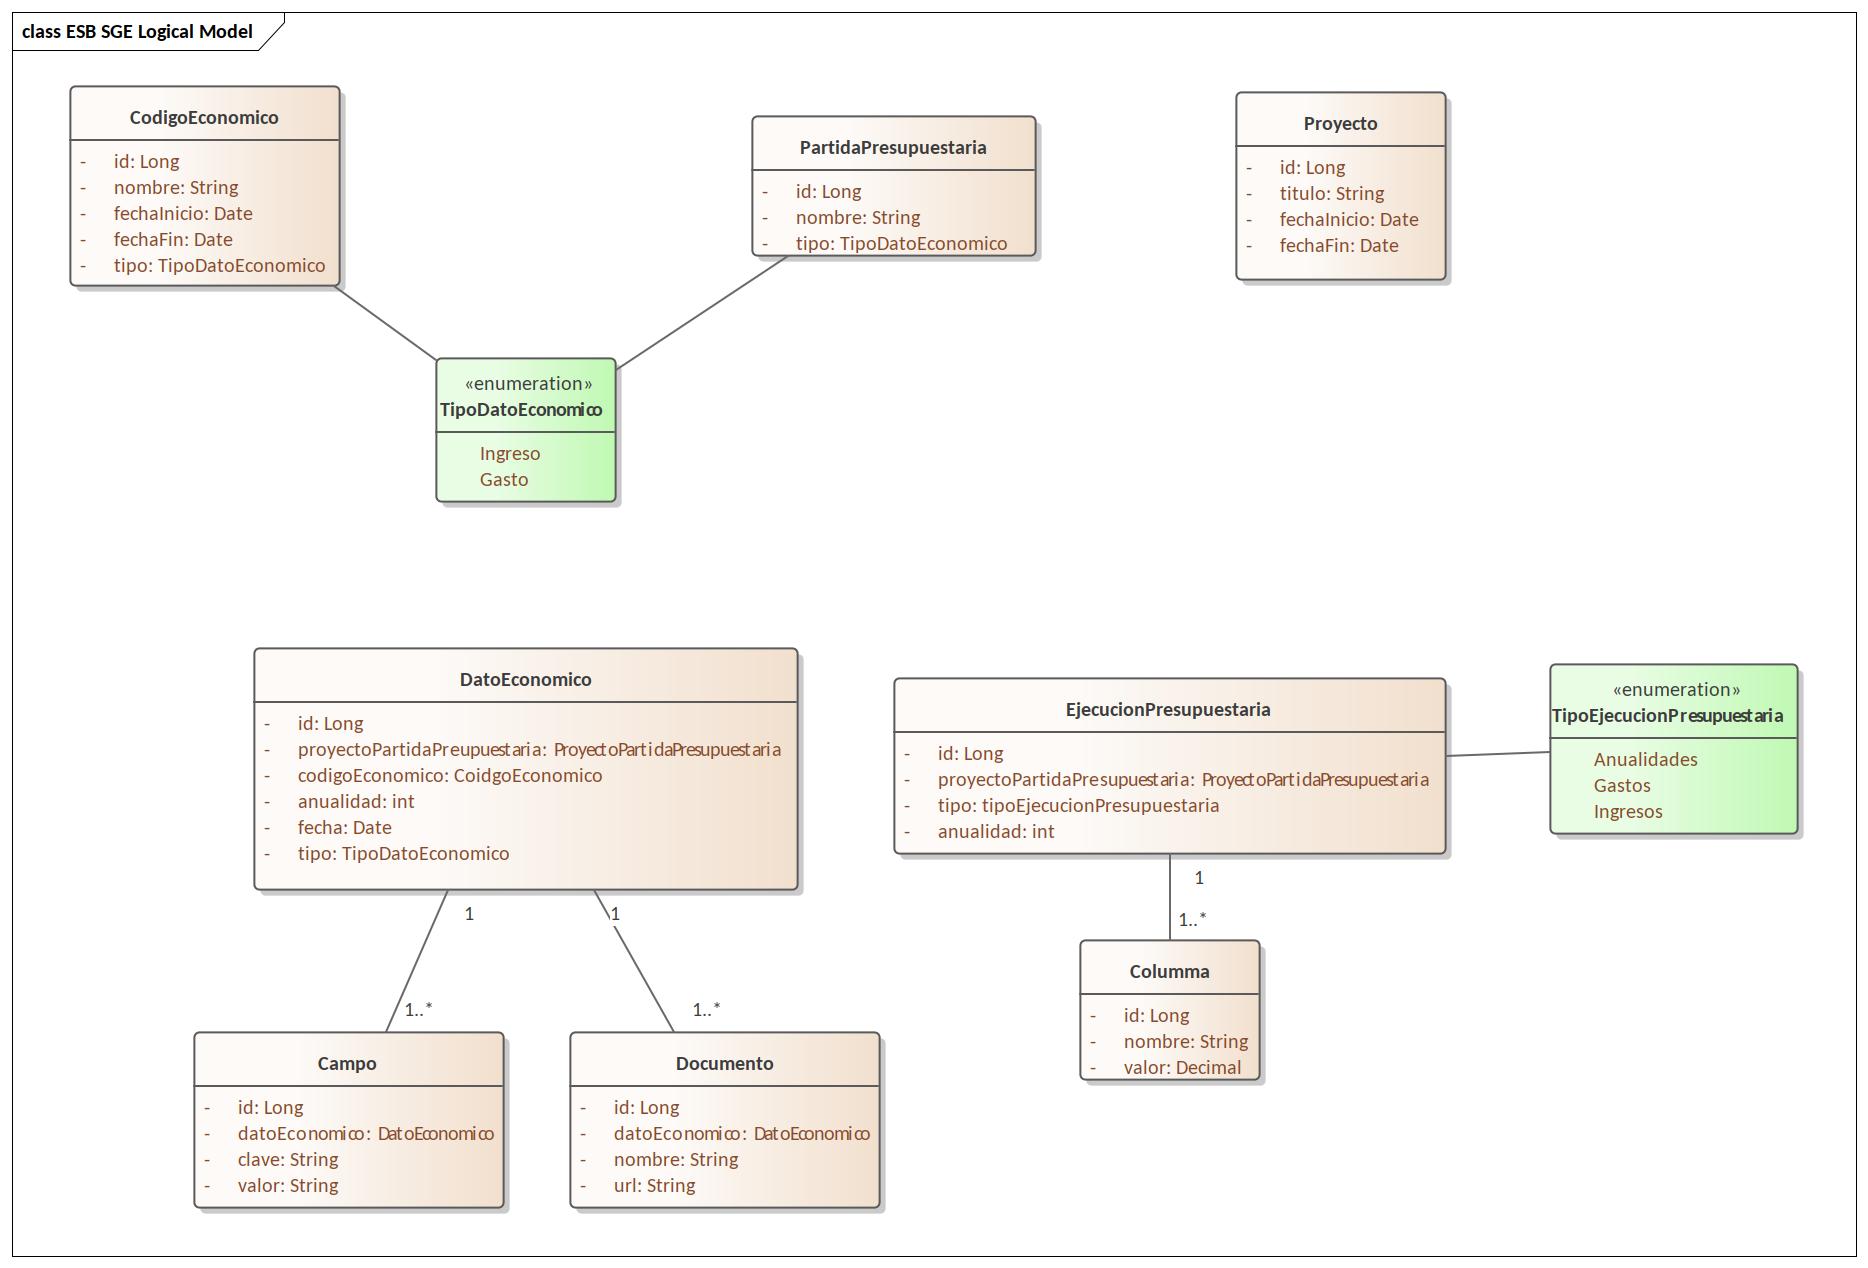 class ESB SGE Logical Model
CodigoEconomico
- id: Long
- nombre: String
- fechaInicio: Date
- fechaFin: Date
- tipo: TipoDatoEconomico
PartidaPresupuestaria
- id: Long
- nombre: String
- tipo: TipoDatoEconomico
Proyecto
- id: Long
- titulo: String
- fechaInicio: Date
- fechaFin: Date
«enumeration»
TipoDatoEconomico
Ingreso
Gasto
DatoEconomico
- id: Long
- proyectoPartidaPreupuestaria: ProyectoPartidaPresupuestaria
- codigoEconomico: CoidgoEconomico
- anualidad: int
- fecha: Date
- tipo: TipoDatoEconomico
EjecucionPresupuestaria
- id: Long
- proyectoPartidaPresupuestaria: ProyectoPartidaPresupuestaria
- tipo: tipoEjecucionPresupuestaria
- anualidad: int
«enumeration»
TipoEjecucionPresupuestaria
Anualidades
Gastos
Ingresos
1
1..*
1
1..*
1
1..*
Campo
- id: Long
- datoEconomico: DatoEconomico
- clave: String
- valor: String
Documento
- id: Long
- datoEconomico: DatoEconomico
- nombre: String
- url: String
Columma
- id: Long
- nombre: String
- valor: Decimal